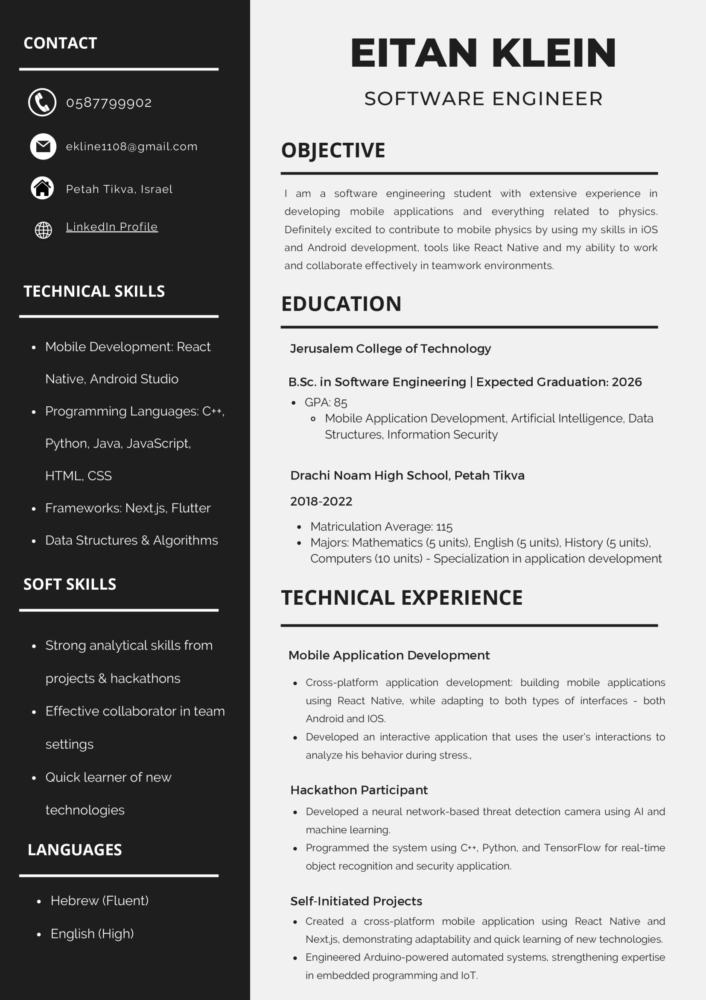 CONTACT
0587799902
ekline1108@gmail.com
Petah Tikva, Israel
LinkedIn Profile
TECHNICAL SKILLS
• Mobile Development: React
Native, Android Studio
• Programming Languages: C++,
Python, Java, JavaScript,
HTML, CSS
• Frameworks: Next.js, Flutter
• Data Structures & Algorithms
SOFT SKILLS
• Strong analytical skills from
projects & hackathons
• Effective collaborator in team
settings
• Quick learner of new
technologies
LANGUAGES
• Hebrew (Fluent)
• English (High)
EITAN KLEIN
SOFTWARE ENGINEER
OBJECTIVE
I am a software engineering student with extensive experience in
developing mobile applications and everything related to physics.
Definitely excited to contribute to mobile physics by using my skills in iOS
and Android development, tools like React Native and my ability to work
and collaborate effectively in teamwork environments.
EDUCATION
Jerusalem College of Technology
B.Sc. in Software Engineering | Expected Graduation: 2026
• GPA: 85
◦ Mobile Application Development, Artificial Intelligence, Data
Structures, Information Security
Drachi Noam High School, Petah Tikva
2018-2022
• Matriculation Average: 115
• Majors: Mathematics (5 units), English (5 units), History (5 units),
Computers (10 units) - Specialization in application development
TECHNICAL EXPERIENCE
Mobile Application Development
• Cross-platform application development: building mobile applications
using React Native, while adapting to both types of interfaces - both
Android and IOS.
• Developed an interactive application that uses the user's interactions to
analyze his behavior during stress.,
Hackathon Participant
• Developed a neural network-based threat detection camera using AI and
machine learning.
• Programmed the system using C++, Python, and TensorFlow for real-time
object recognition and security application.
Self-Initiated Projects
• Created a cross-platform mobile application using React Native and
Next.js, demonstrating adaptability and quick learning of new technologies.
• Engineered Arduino-powered automated systems, strengthening expertise
in embedded programming and IoT.